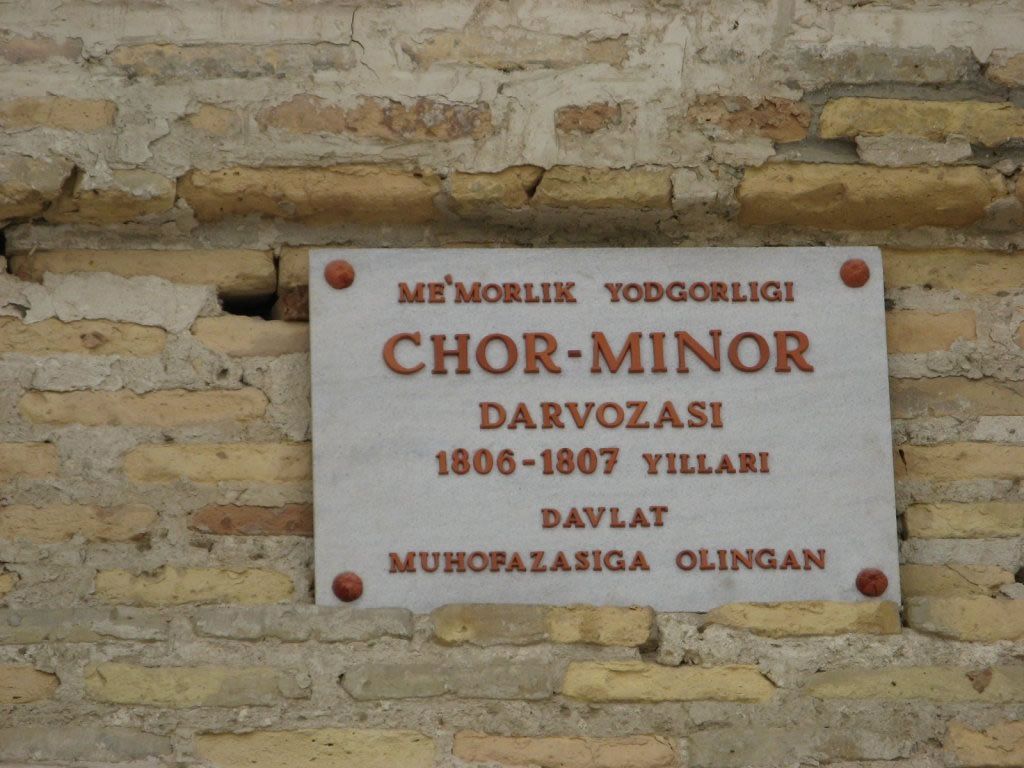 ME'MORLIK YODGORLIGI
CHOR-MINOR
DARVOZASI
1806-1807 YILLARI
DAVLAT
MUHOFAZASIGA OLINGAN